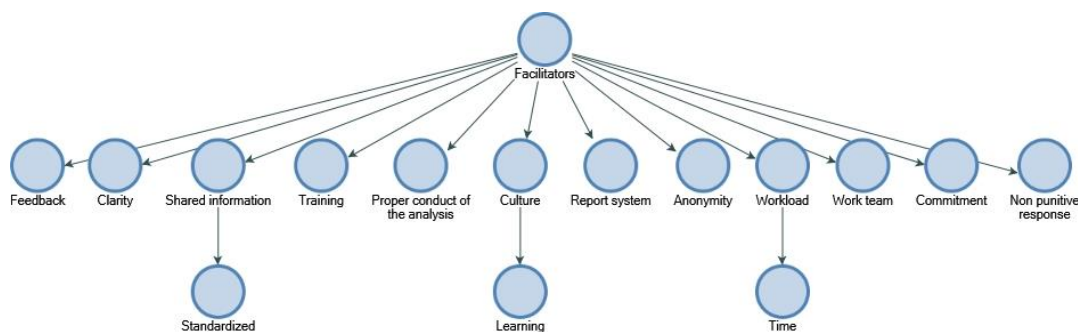 Facilitators
Feedback
Clarity
Shared information
Training
Proper conduct of
the analysis
Culture
Report system
Anonymity
Workload
Work team
Commitment
Non punitive
response
Standardized
Learning
Time